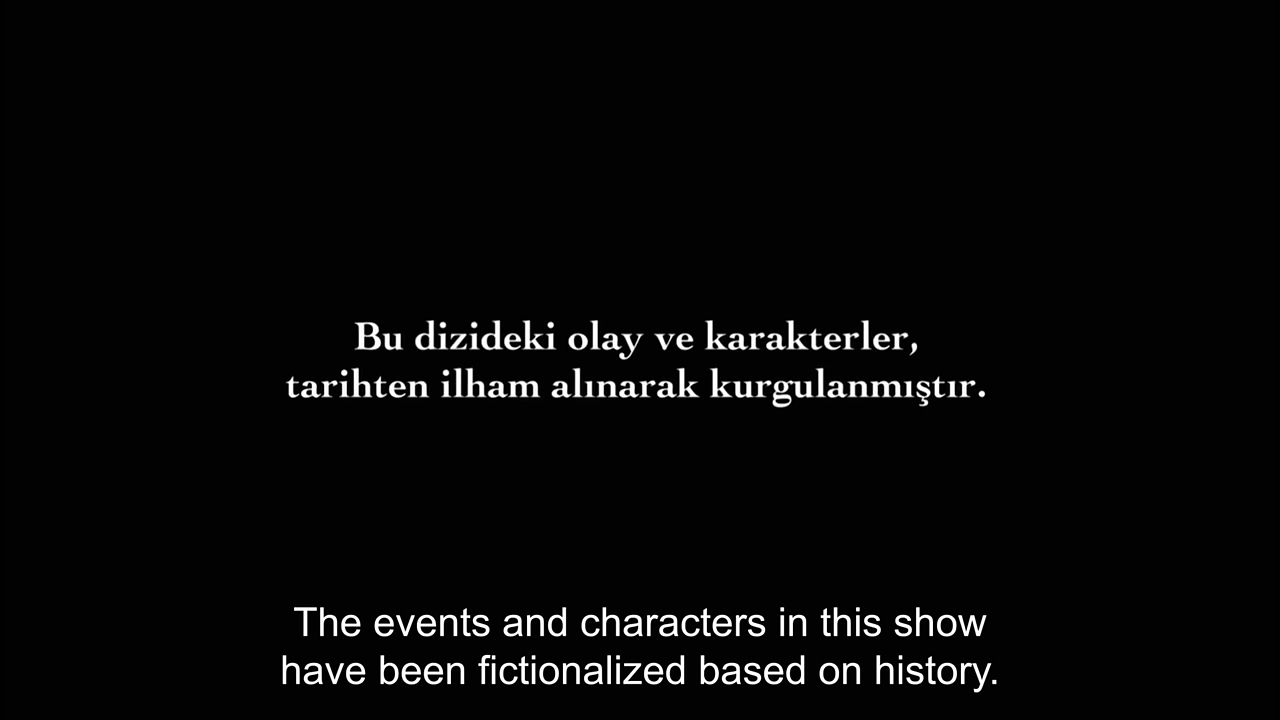 Bu dizideki olay ve karakterler,
tarihten ilham alınarak kurgulanmıştır.
The events and characters in this show
have been fictionalized based on history.